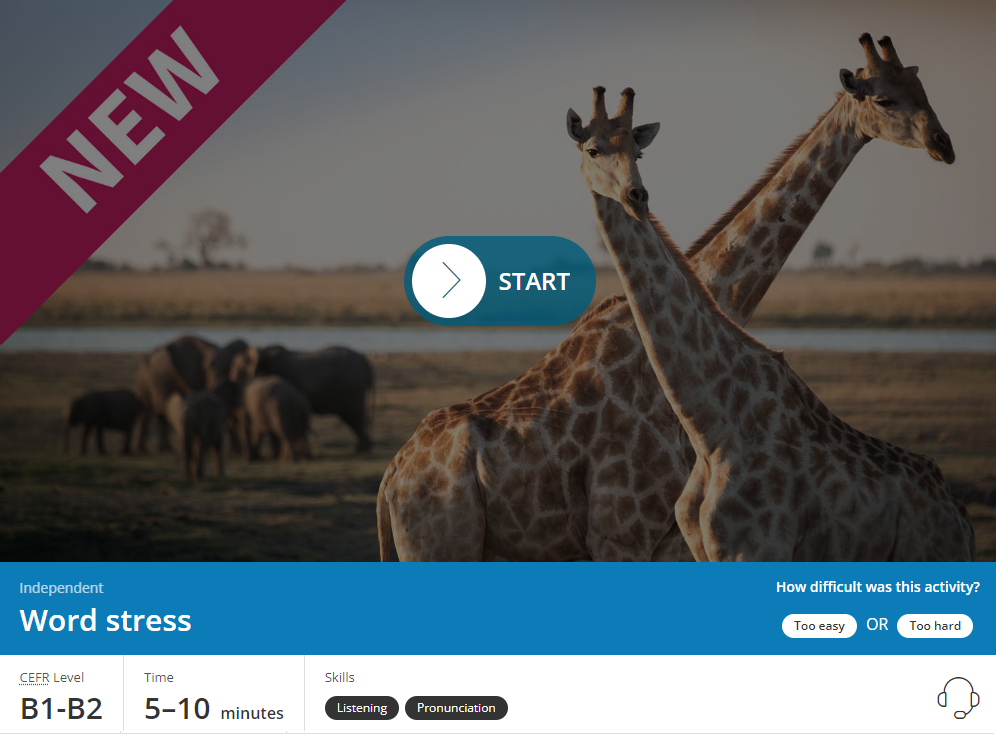 NEW
START
Independent
Word stress
How difficult was this activity?
Too easy OR Too hard
CEFR Level
B1-B2
Time
5–10 minutes
Skills
Listening Pronunciation